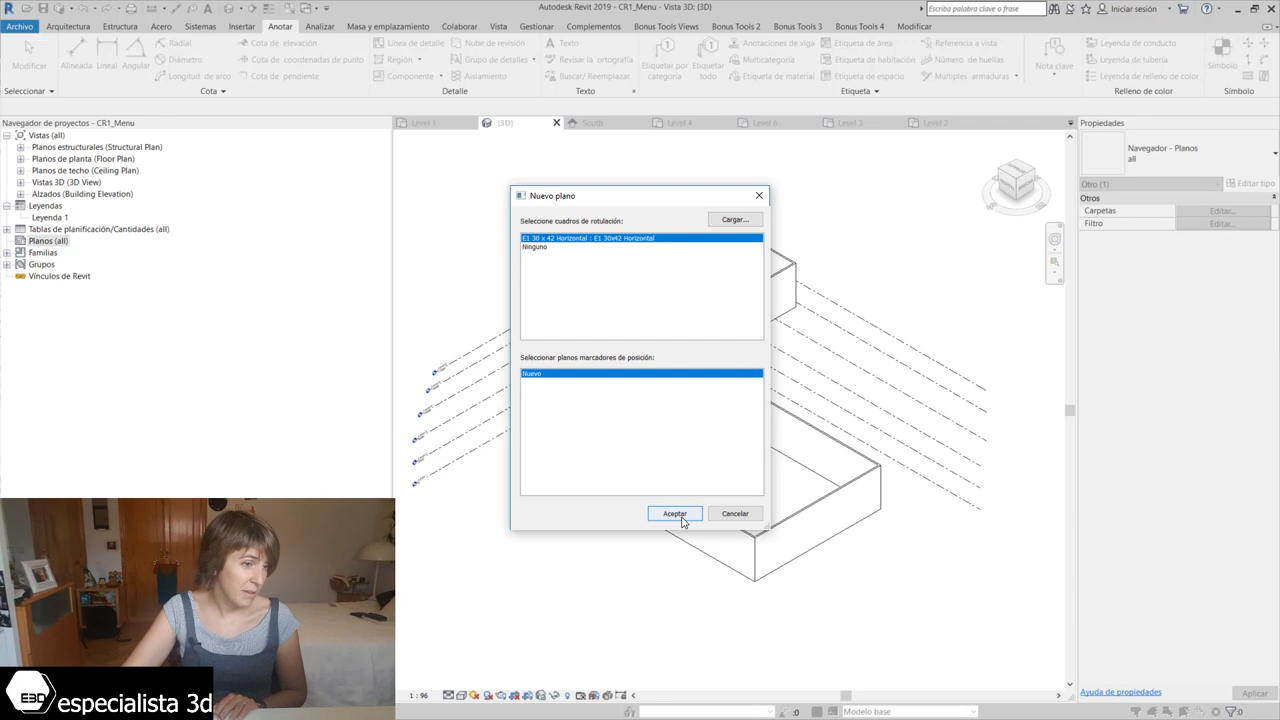 Autodesk Revit 2019 - CR1_Menu - Vista 3D: {3D}
Escriba palabra clave o frase
Iniciar sesión
Archivo Arquitectura Estructura Acero Sistemas Insertar Anotar Analizar Masa y emplazamiento Colaborar Vista Gestionar Complementos Bonus Tools Views Bonus Tools 2 Bonus Tools 3 Bonus Tools 4 Modificar
Modificar
Seleccionar
Alineada Lineal Angular
Radial
Diámetro
Longitud de arco
Cota de elevación
Cota de coordenadas de punto
Cota de pendiente
Cota
Línea de detalle
Región
Componente
Nube de revisión
Grupo de detalles
Aislamiento
Detalle
Texto
Revisar la ortografía
Buscar/ Reemplazar
Texto
Etiquetar por categoría
Etiquetar todo
Anotaciones de viga
Multicategoría
Etiqueta de material
Etiqueta de área
Etiqueta de habitación
Etiqueta de espacio
Etiqueta
Referencia a vista
Número de huellas
Múltiples armaduras
Nota clave
Leyenda de conducto
Leyenda de tubería
Leyenda de relleno de color
Relleno de color
Símbolo
Símbolo
Navegador de proyectos - CR1_Menu
Vistas (all)
Planos estructurales (Structural Plan)
Planos de planta (Floor Plan)
Planos de techo (Ceiling Plan)
Vistas 3D (3D View)
Alzados (Building Elevation)
Leyendas
Leyenda 1
Tablas de planificación/Cantidades (all)
Planos (all)
Familias
Grupos
Vínculos de Revit
Level 1 {3D} South Level 4 Level 6 Level 3 Level 2
Nuevo plano
Seleccione cuadros de rotulación:
Cargar...
E1 30 x 42 Horizontal : E1 30x42 Horizontal
Ninguno
Seleccionar planos marcadores de posición:
Nuevo
Aceptar Cancelar
Propiedades
Navegador - Planos
all
Otro (1) Editar tipo
Otros
Carpetas Editar...
Filtro Editar...
Ayuda de propiedades Aplicar
1 : 96
:0 Modelo base :0
E3D especialista 3d